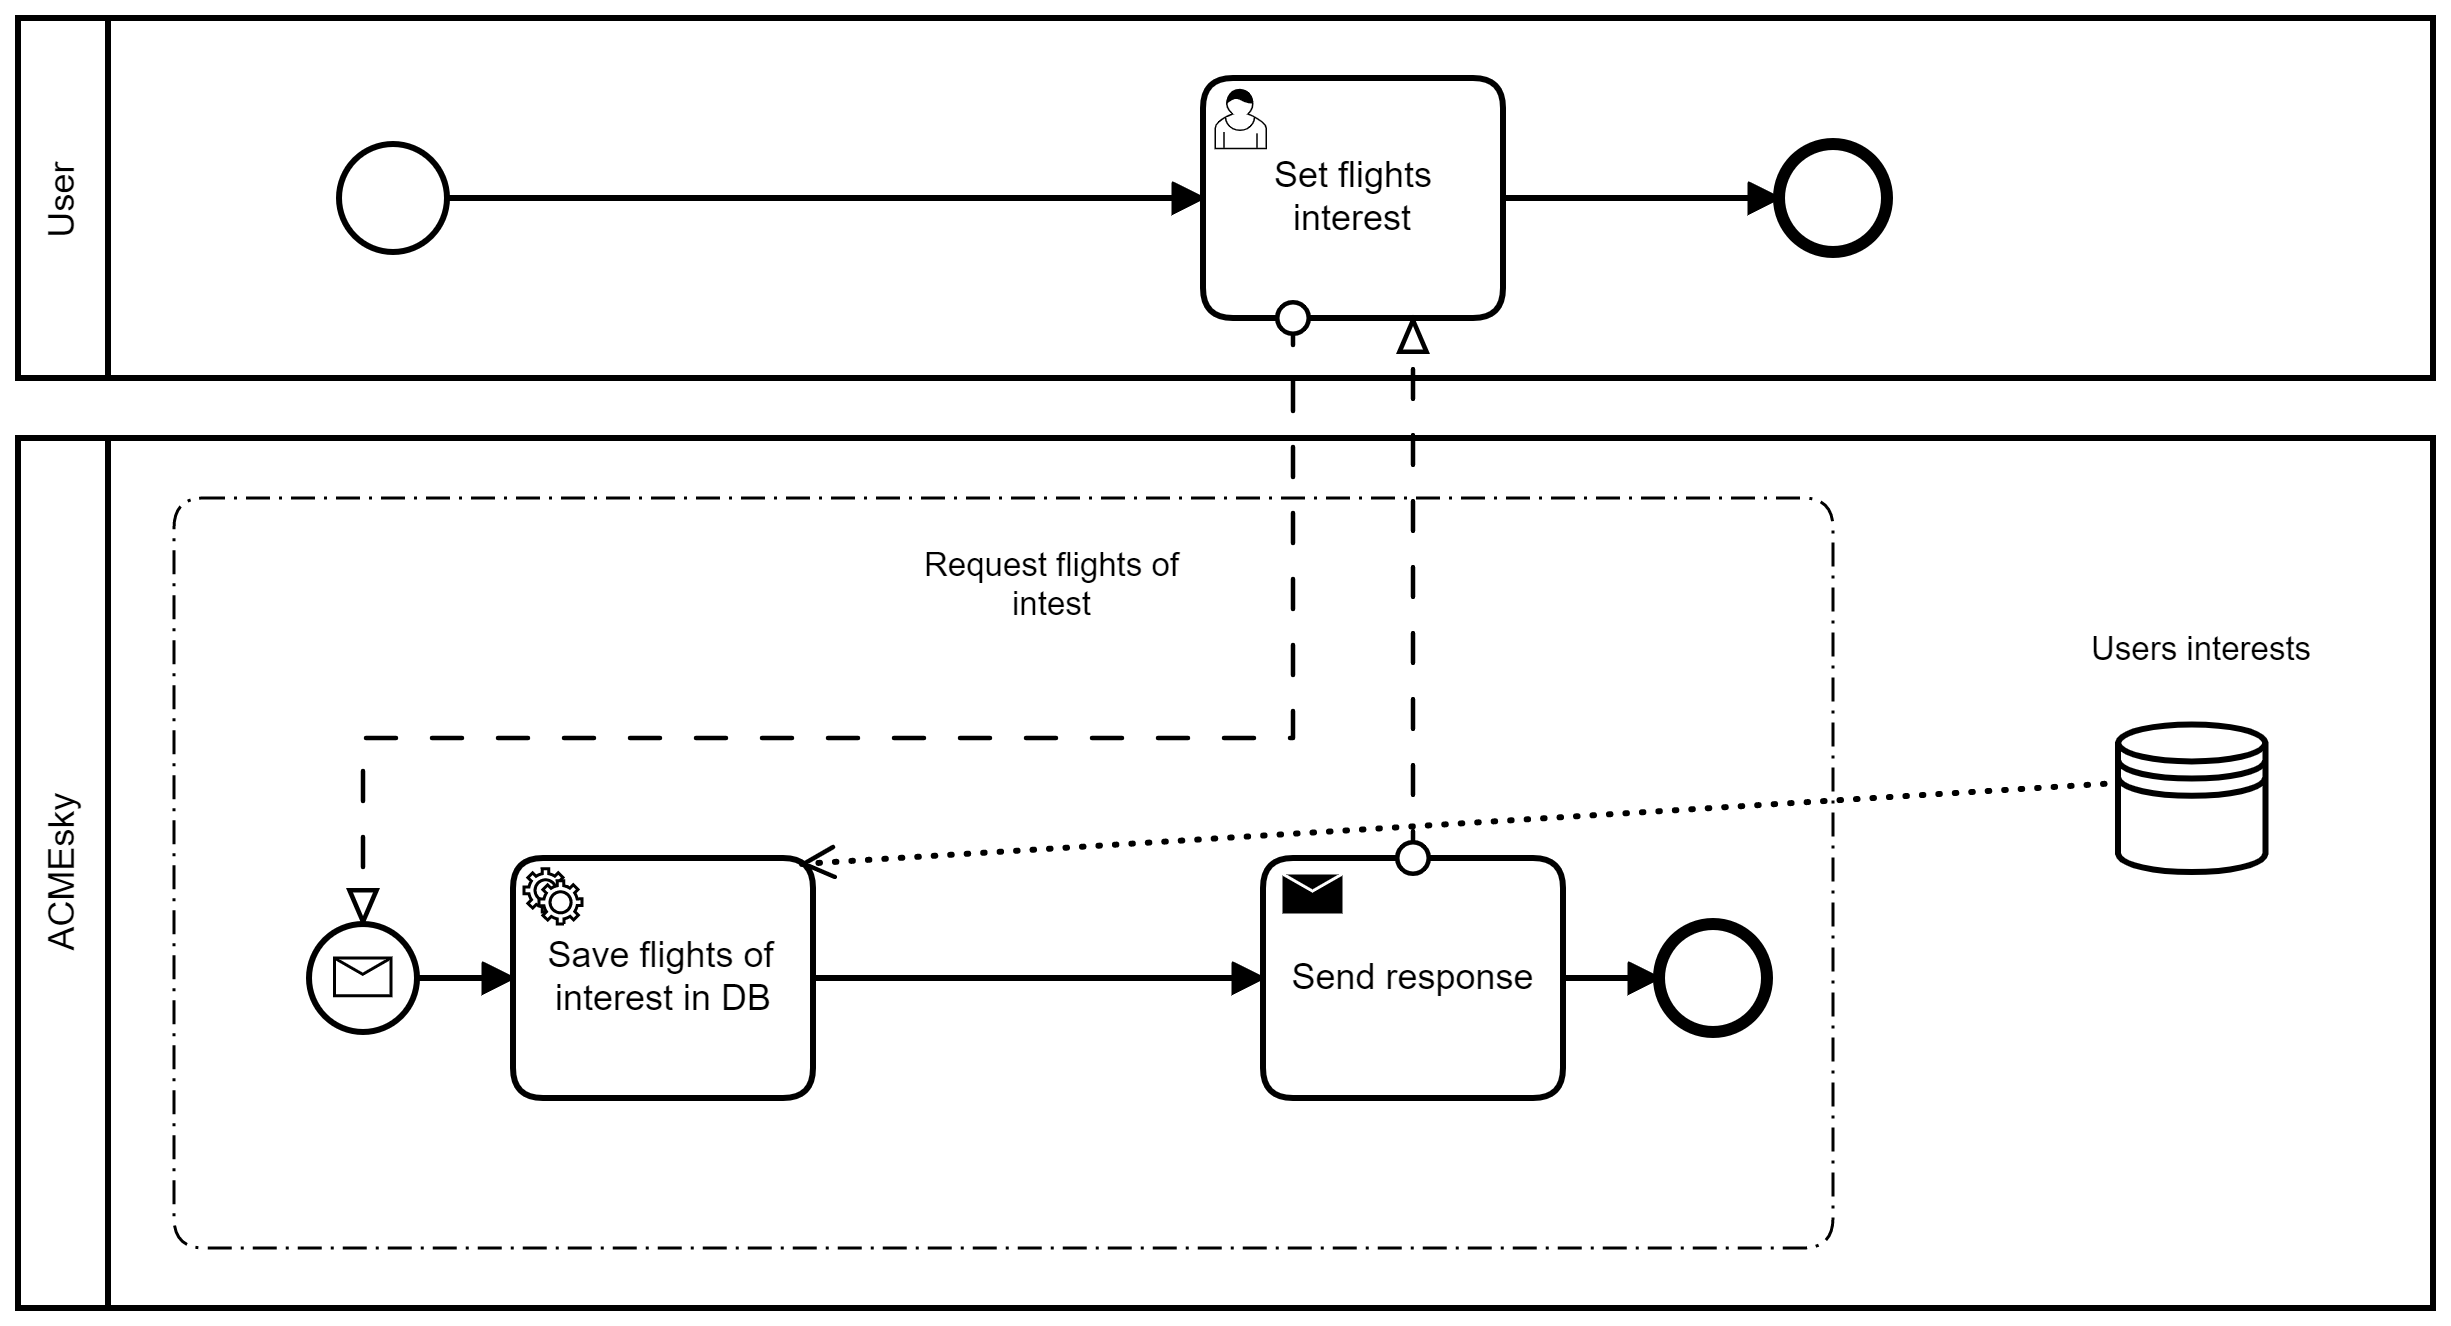 User
Set flights
interest
ACMEsky
Request flights of
intest
Users interests
Save flights of
interest in DB
Send response